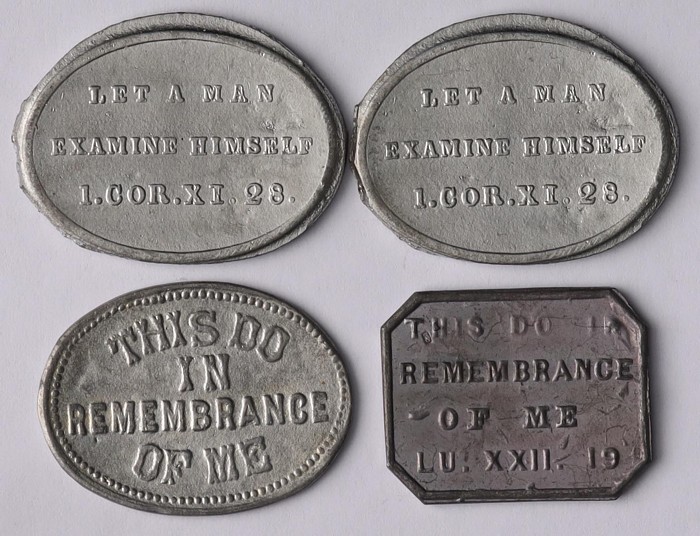 LET A MAN
EXAMINE HIMSELF
1.COR.XI.28.
LET A MAN
EXAMINE HIMSELF
1.COR.XI.28.
THIS DO
IN
REMEMBRANCE
OF ME
THIS DO IN
REMEMBRANCE
OF ME
LU: XXII. 19